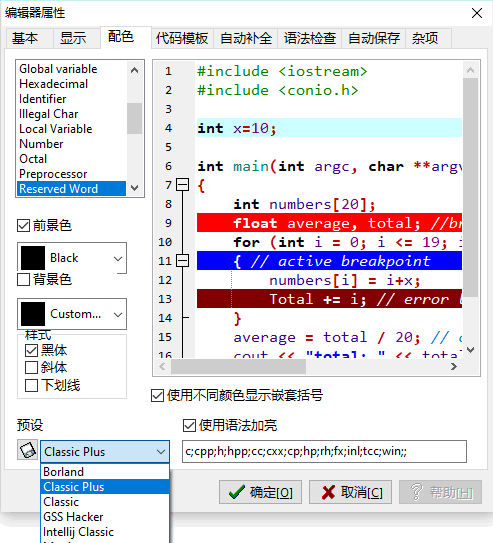 编辑器属性
基本 显示 配色 代码模板 自动补全 语法检查 自动保存 杂项
Global variable
Hexadecimal
Identifier
Illegal Char
Local Variable
Number
Octal
Preprocessor
Reserved Word
前景色
Black
背景色
Custom...
样式
黑体
斜体
下划线
1 #include <iostream>
2 #include <conio.h>
3
4 int x=10;
5
6 int main(int argc, char **argv
7 {
8 int numbers[20];
9 float average, total; //br
10 for (int i = 0; i <= 19; i
11 { // active breakpoint
12 numbers[i] = i+x;
13 Total += i; // error
14 }
15 average = total / 20; //
16 cout << "total: " << total
使用不同颜色显示嵌套括号
预设
使用语法加亮
Classic Plus
c;cpp;h;hpp;cc;cxx;cp;hp;rh;fx;inl;tcc;win;;
Borland
Classic Plus
Classic
GSS Hacker
Intellij Classic
确定[O] 取消[C] 帮助[H]